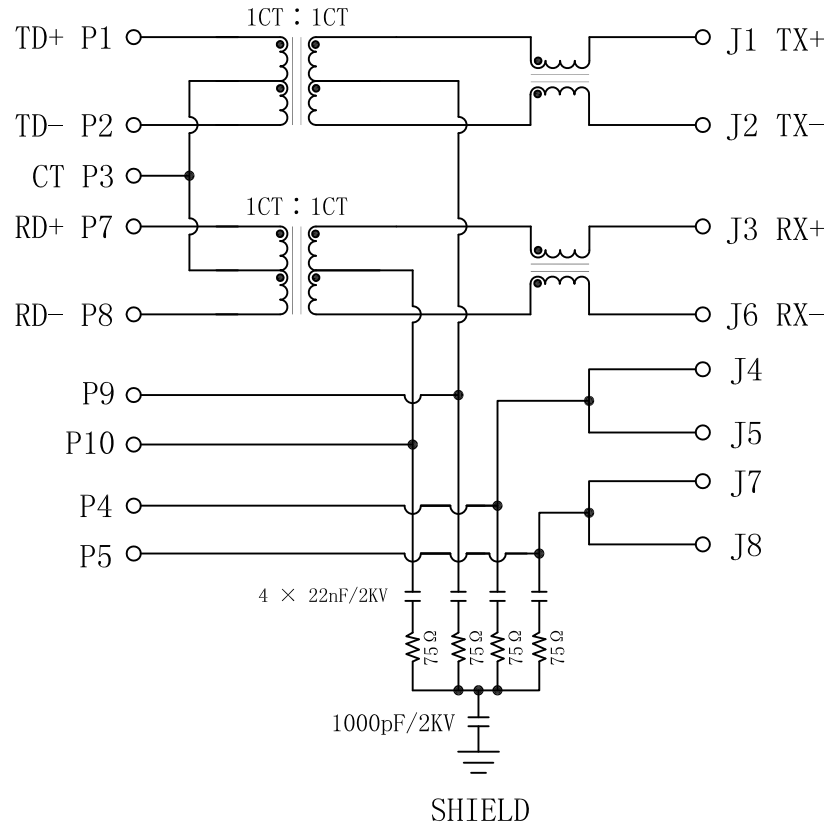 1CT : 1CT
TD+ P1
J1 TX+
TD- P2
J2 TX-
CT P3
1CT : 1CT
RD+ P7
J3 RX+
RD- P8
J6 RX-
J4
P9
J5
P10
J7
P4
J8
P5
4 × 22nF/2KV
75Ω
75Ω
75Ω
75Ω
1000pF/2KV
SHIELD